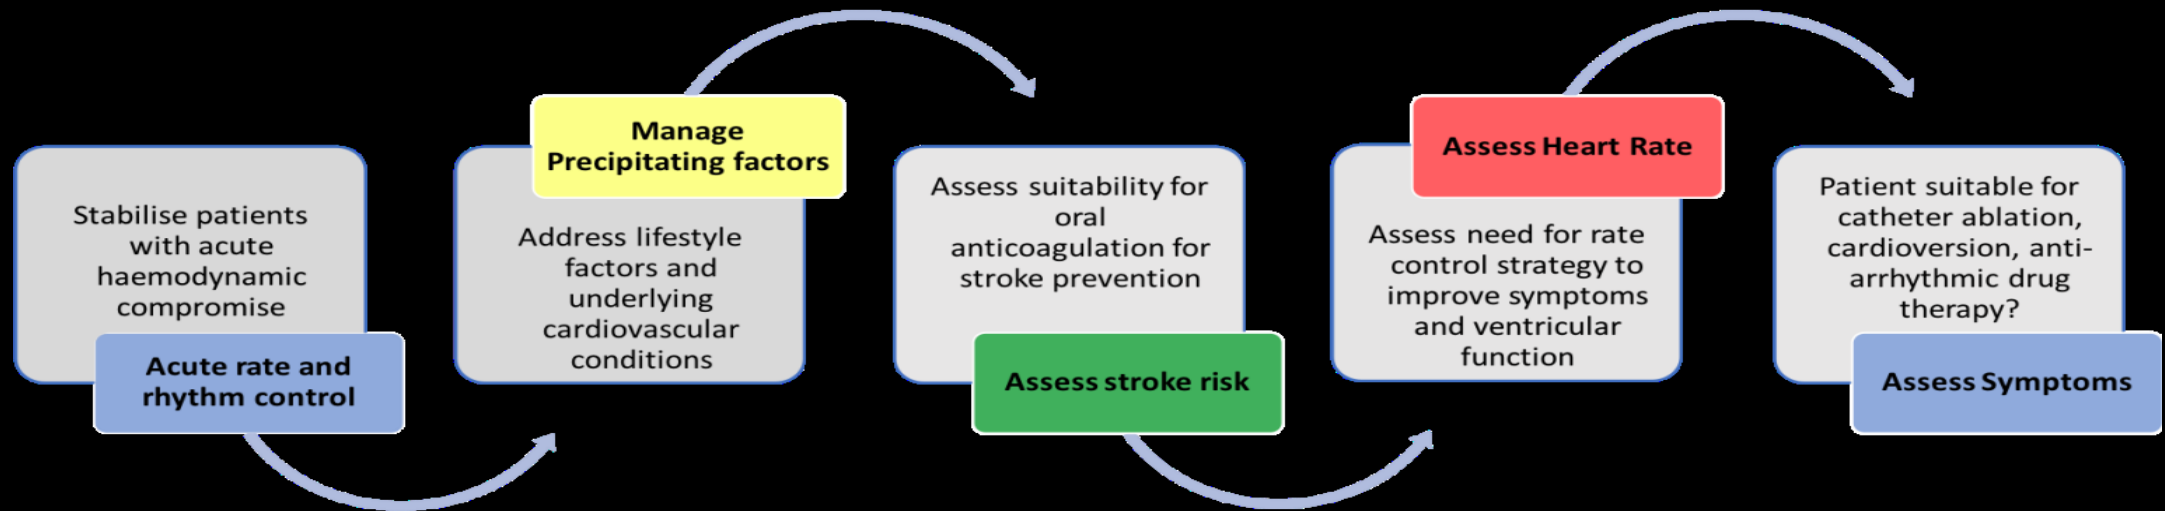 Stabilise patients
with acute
haemodynamic
compromise
Acute rate and
rhythm control
Manage
Precipitating factors
Address lifestyle
factors and
underlying
cardiovascular
conditions
Assess suitability for
oral
anticoagulation for
stroke prevention
Assess stroke risk
Assess Heart Rate
Assess need for rate
control strategy to
improve symptoms
and ventricular
function
Patient suitable for
catheter ablation,
cardioversion, anti-
arrhythmic drug
therapy?
Assess Symptoms